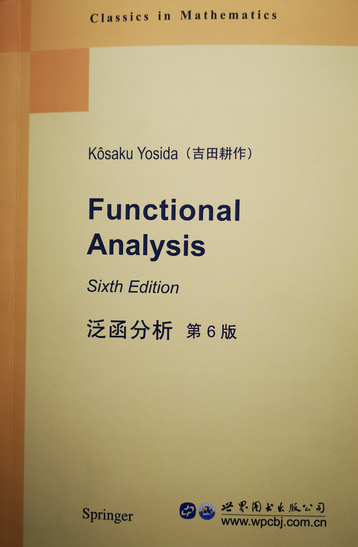 Classics in Mathematics
Kôsaku Yosida（吉田耕作）
Functional
Analysis
Sixth Edition
泛函分析 第6版
Springer
世界图书出版公司
www.wpcbj.com.cn